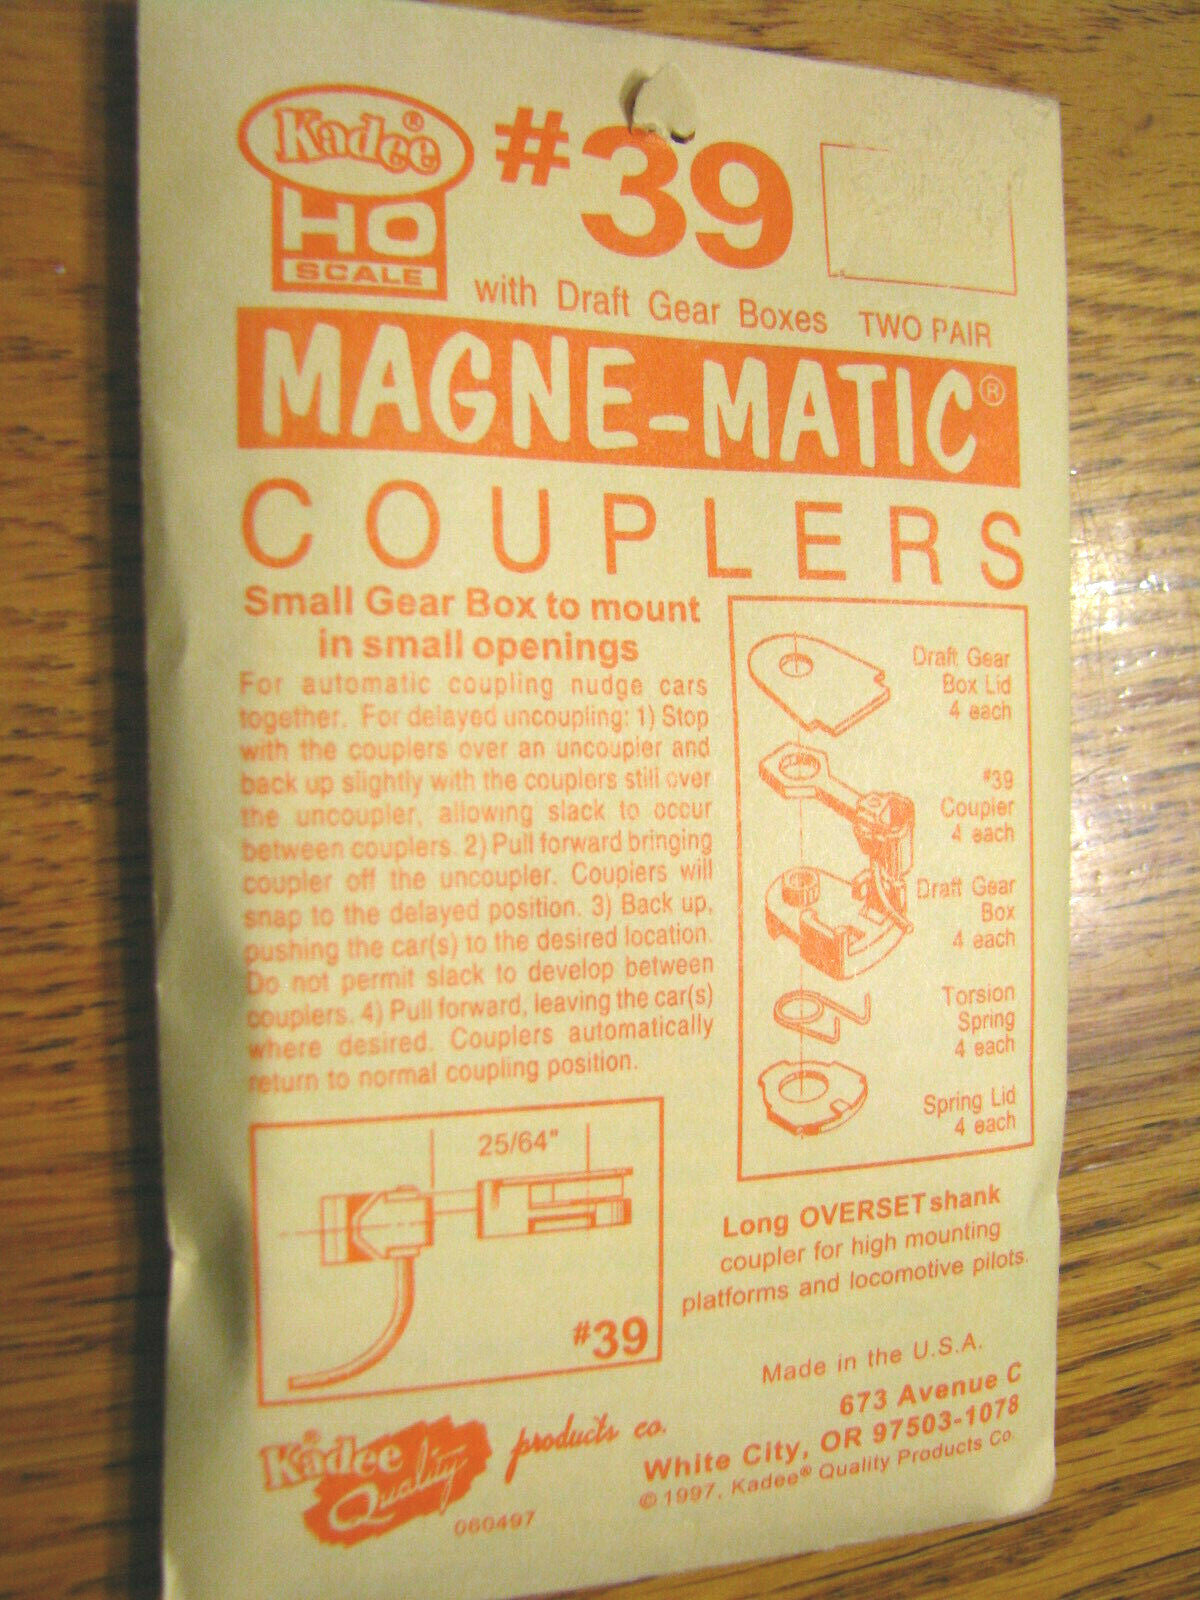 Kadee®
HO
SCALE
#39
with Draft Gear Boxes TWO PAIR
MAGNE-MATIC®
COUPLERS
Small Gear Box to mount
in small openings
For automatic coupling nudge cars
together. For delayed uncoupling: 1) Stop
with the couplers over an uncoupler and
back up slightly with the couplers still over
the uncoupler, allowing slack to occur
between couplers. 2) Pull forward bringing
coupler off the uncoupler. Couplers will
snap to the delayed position. 3) Back up,
pushing the car(s) to the desired location.
Do not permit slack to develop between
couplers. 4) Pull forward, leaving the car(s)
where desired. Couplers automatically
return to normal coupling position.
Draft Gear
Box Lid
4 each
#39
Coupler
4 each
Draft Gear
Box
4 each
Torsion
Spring
4 each
Spring Lid
4 each
25/64"
#39
Long OVERSET shank
coupler for high mounting
platforms and locomotive pilots.
Made in the U.S.A.
673 Avenue C
White City, OR 97503-1078
© 1997, Kadee® Quality Products Co.
Kadee®
Quality
products co.
060497